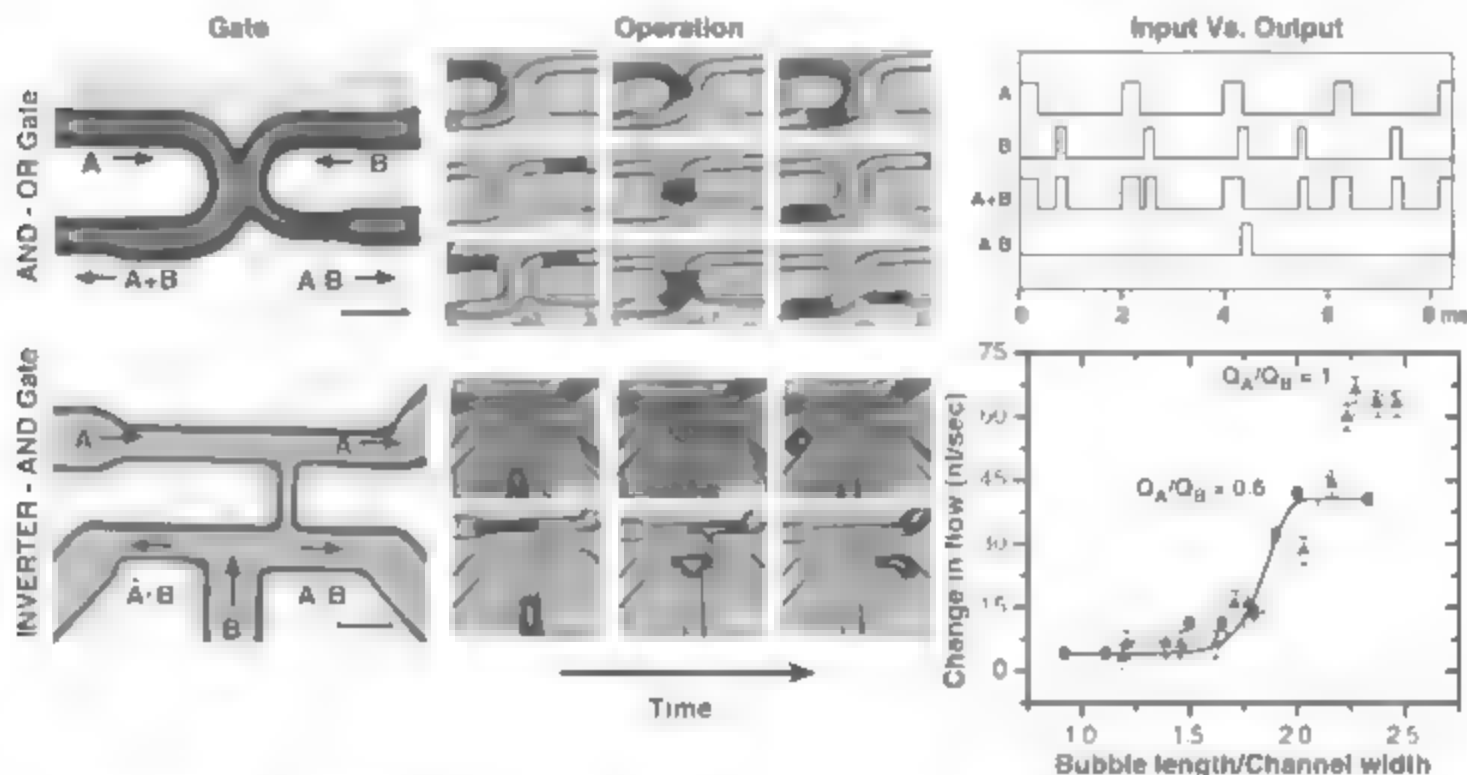 Gate
Operation
Input Vs. Output
AND - OR Gate
A
B
A+B
A B
A
B
A+B
A B
0 2 4 6 8 ms
INVERTER - AND Gate
A
A
B
A B
Time
Change in flow (nl/sec)
75
60
45
30
15
0
Q_A/Q_B = 1
Q_A/Q_B = 0.6
1.0 1.5 2.0 2.5
Bubble length/Channel width